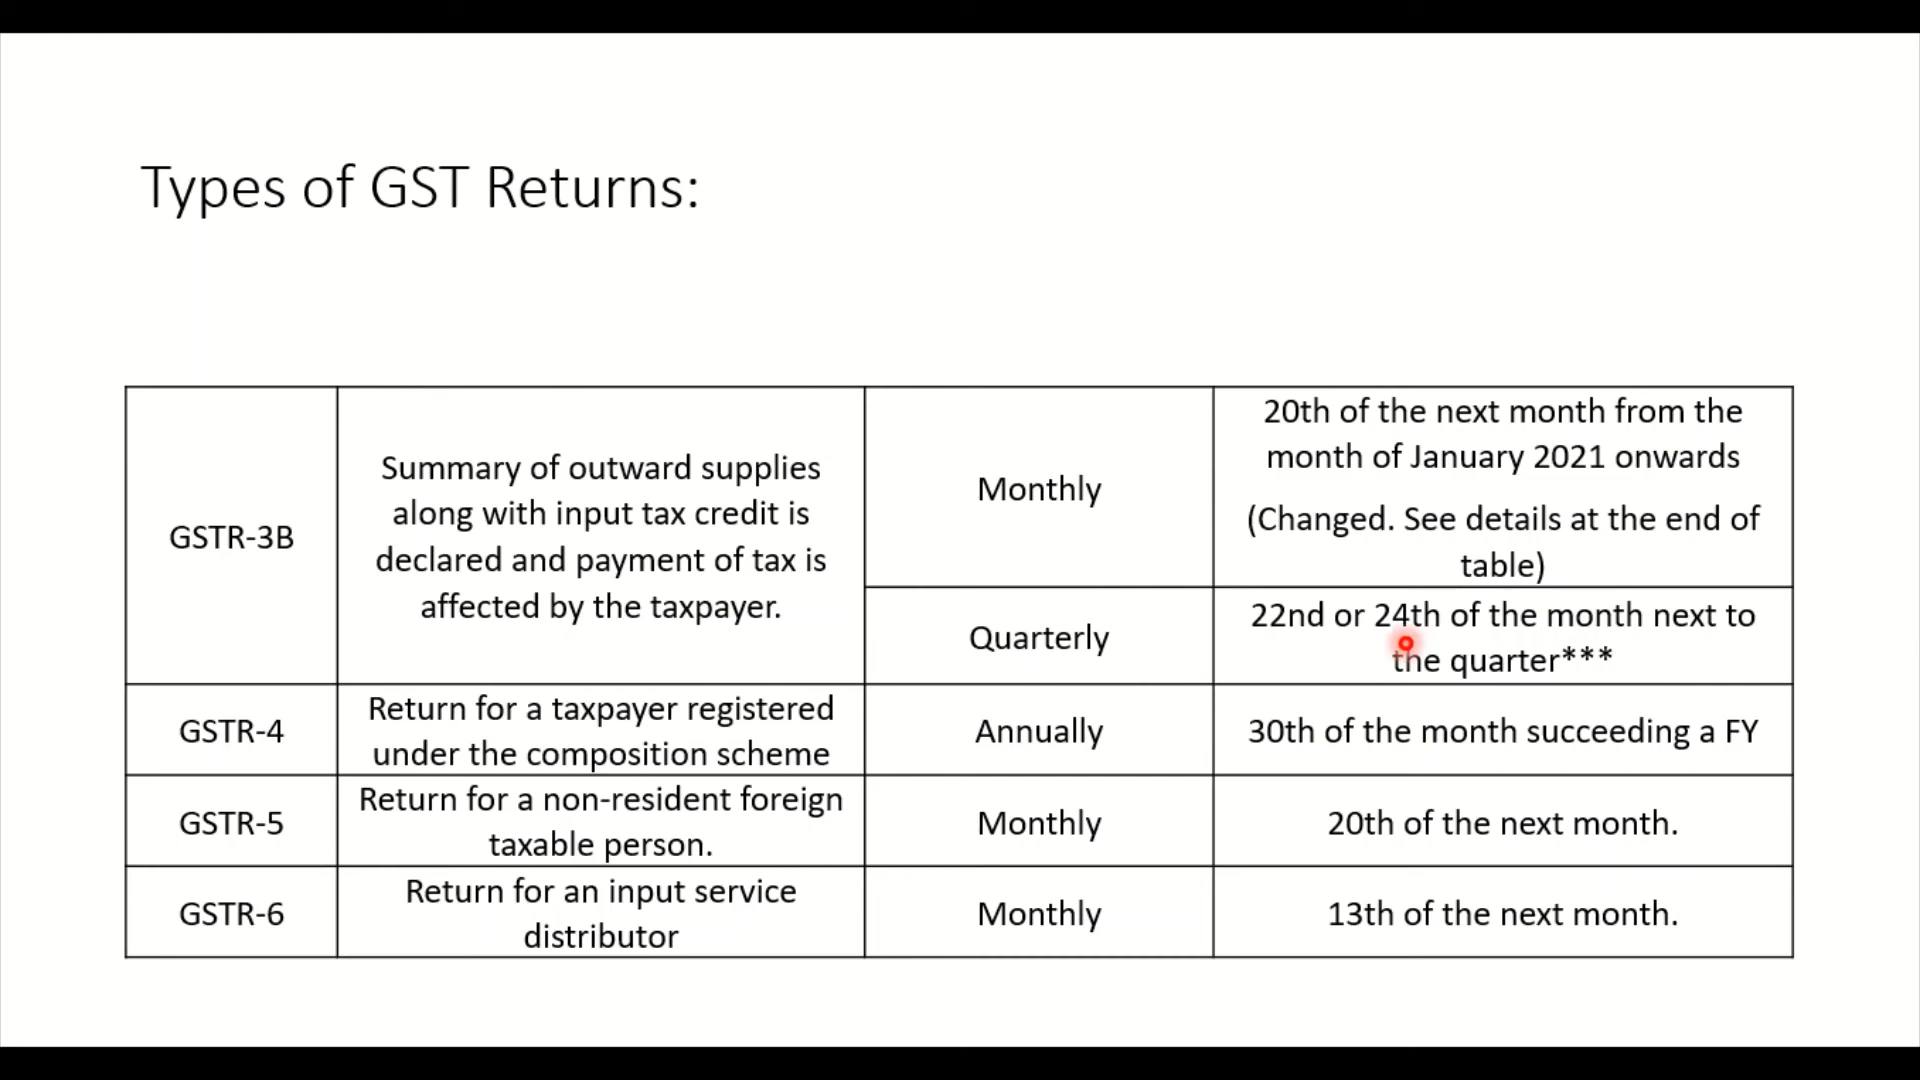 Types of GST Returns:
GSTR-3B
Summary of outward supplies
along with input tax credit is
declared and payment of tax is
affected by the taxpayer.
Monthly
20th of the next month from the
month of January 2021 onwards
(Changed. See details at the end of
table)
Quarterly
22nd or 24th of the month next to
the quarter***
GSTR-4
Return for a taxpayer registered
under the composition scheme
Annually
30th of the month succeeding a FY
GSTR-5
Return for a non-resident foreign
taxable person.
Monthly
20th of the next month.
GSTR-6
Return for an input service
distributor
Monthly
13th of the next month.